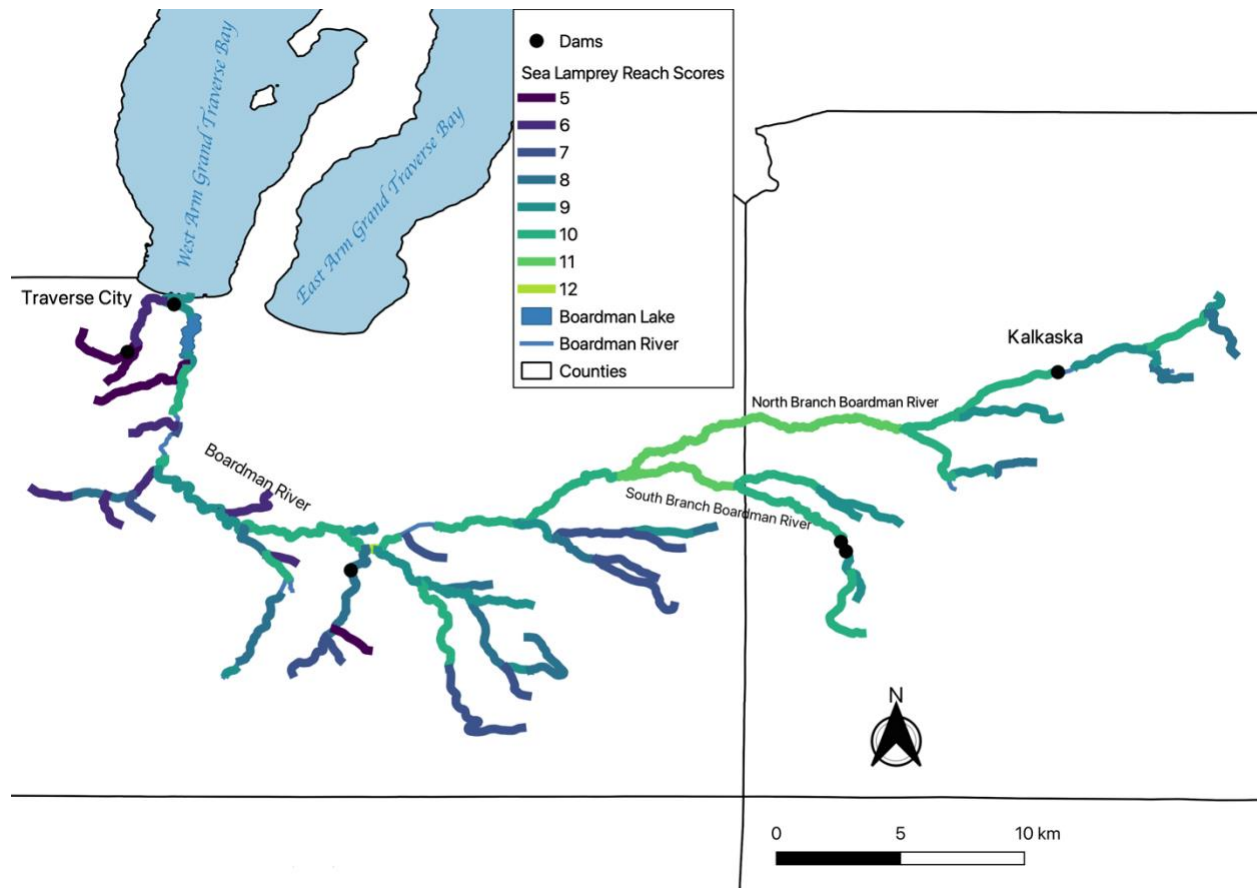 West Arm Grand Traverse Bay
East Arm Grand Traverse Bay
Dams
Sea Lamprey Reach Scores
5
6
7
8
9
10
11
12
Boardman Lake
Boardman River
Counties
Traverse City
Kalkaska
North Branch Boardman River
Boardman River
South Branch Boardman River
N
0 5 10 km